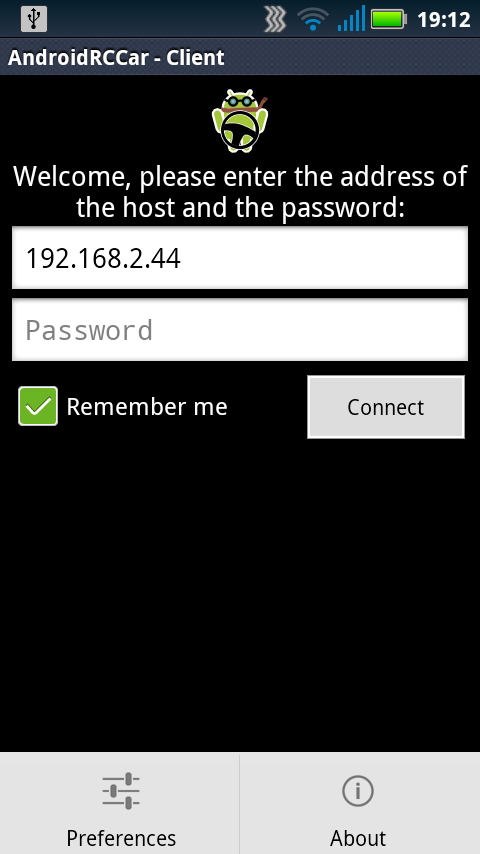 19:12
AndroidRCCar - Client
Welcome, please enter the address of
the host and the password:
192.168.2.44
Password
Remember me
Connect
Preferences
About